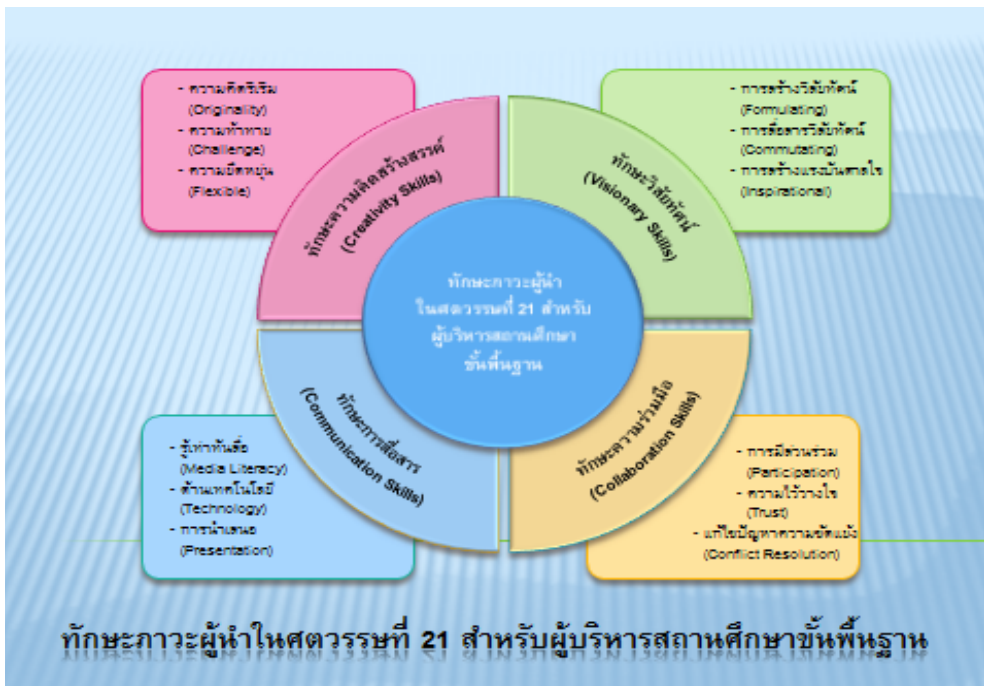 - ความคิดริเริ่ม
(Originality)
- ความท้าทาย
(Challenge)
- ความยืดหยุ่น
(Flexible)
ทักษะความคิดสร้างสรรค์
(Creativity Skills)
ทักษะวิสัยทัศน์
(Visionary Skills)
- การสร้างวิสัยทัศน์
(Formulating)
- การสื่อสารวิสัยทัศน์
(Commutating)
- การสร้างแรงบันดาลใจ
(Inspirational)
ทักษะภาวะผู้นำ
ในศตวรรษที่ 21 สำหรับ
ผู้บริหารสถานศึกษา
ขั้นพื้นฐาน
- รู้เท่าทันสื่อ
(Media Literacy)
- ด้านเทคโนโลยี
(Technology)
- การนำเสนอ
(Presentation)
ทักษะการสื่อสาร
(Communication Skills)
ทักษะความร่วมมือ
(Collaboration Skills)
- การมีส่วนร่วม
(Participation)
- ความไว้วางใจ
(Trust)
- แก้ไขปัญหาความขัดแย้ง
(Conflict Resolution)
ทักษะภาวะผู้นำในศตวรรษที่ 21 สำหรับผู้บริหารสถานศึกษาขั้นพื้นฐาน